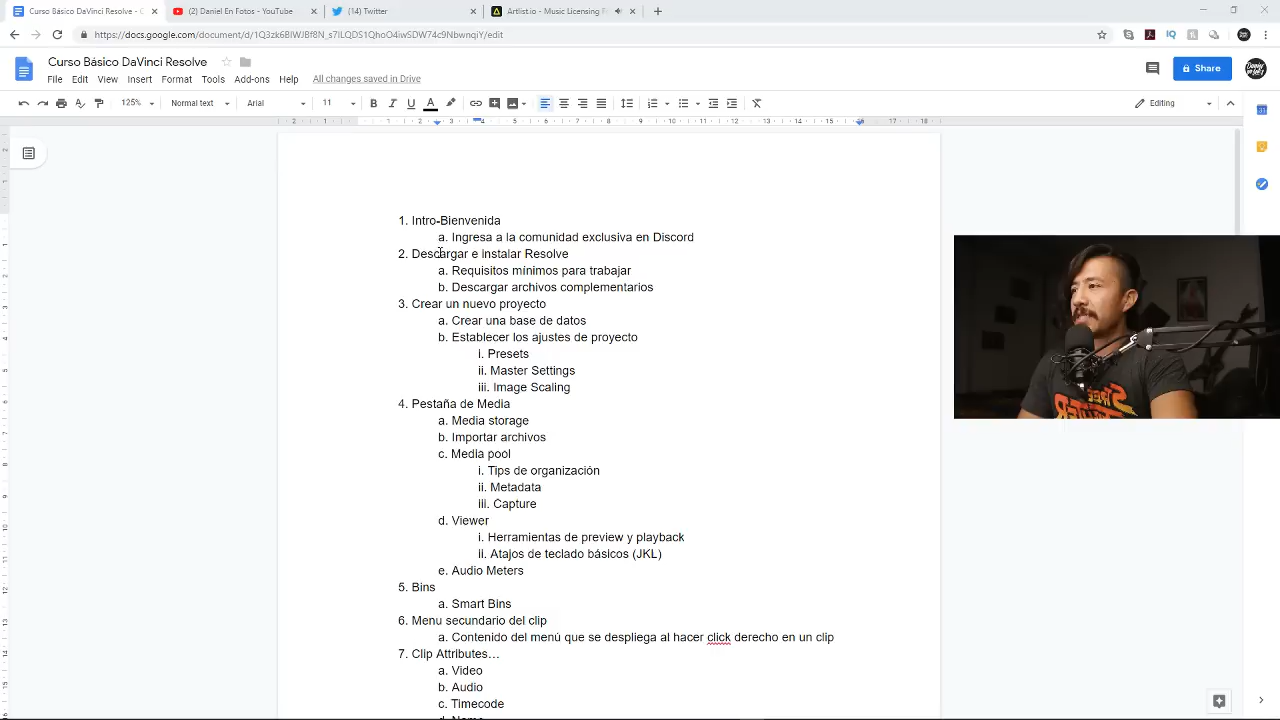 Curso Básico DaVinci Resolve -
(2) Daniel En Fotos - YouTube
(14) Twitter
Artlist.io - Music Licensing F
https://docs.google.com/document/d/
Curso Básico DaVinci Resolve
File Edit View Insert Format Tools Add-ons Help All changes saved in Drive
Share
125% Normal text Arial 11 Editing
1. Intro-Bienvenida
a. Ingresa a la comunidad exclusiva en Discord
2. Descargar e instalar Resolve
a. Requisitos mínimos para trabajar
b. Descargar archivos complementarios
3. Crear un nuevo proyecto
a. Crear una base de datos
b. Establecer los ajustes de proyecto
i. Presets
ii. Master Settings
iii. Image Scaling
4. Pestaña de Media
a. Media storage
b. Importar archivos
c. Media pool
i. Tips de organización
ii. Metadata
iii. Capture
d. Viewer
i. Herramientas de preview y playback
ii. Atajos de teclado básicos (JKL)
e. Audio Meters
5. Bins
a. Smart Bins
6. Menu secundario del clip
a. Contenido del menú que se despliega al hacer click derecho en un clip
7. Clip Attributes…
a. Video
b. Audio
c. Timecode
d. Name